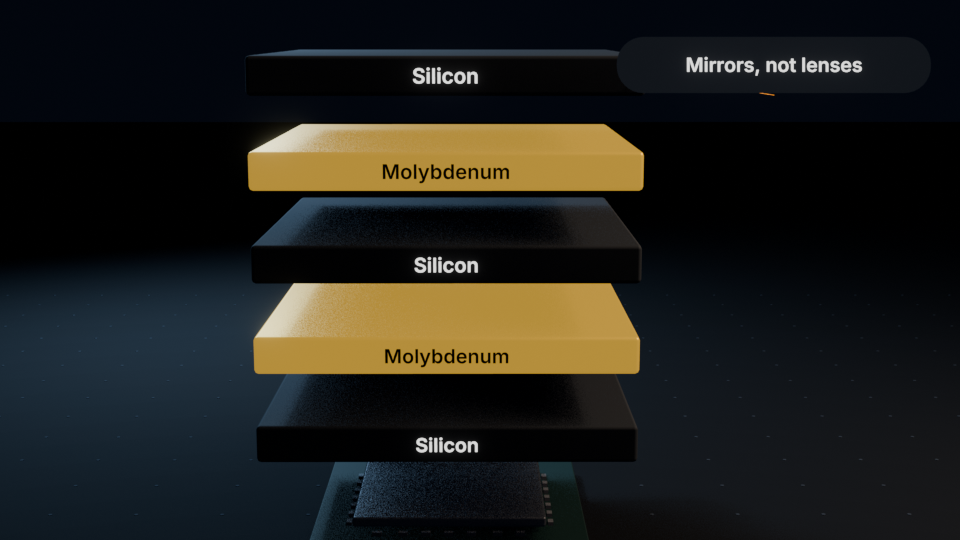 Silicon
Mirrors, not lenses
Molybdenum
Silicon
Molybdenum
Silicon